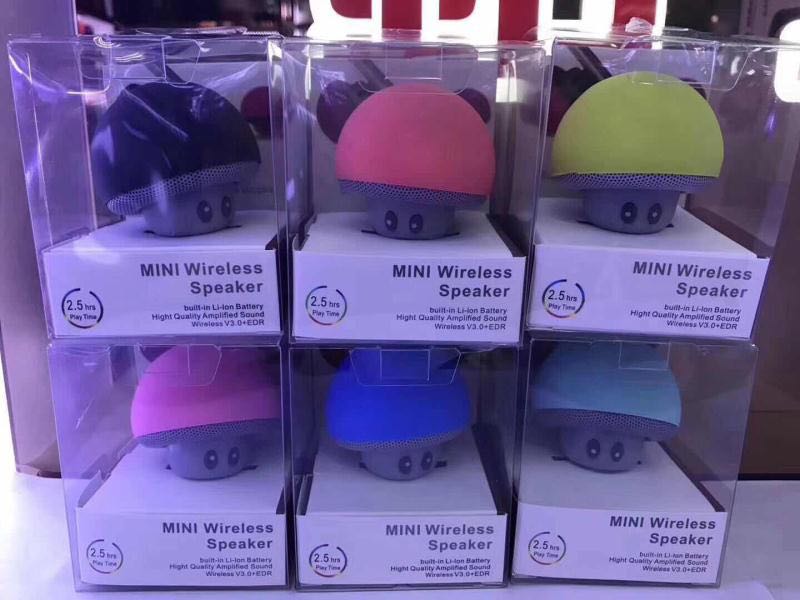 MINI Wireless
Speaker
2.5 hrs
Play Time
built-in Li-Ion Battery
Hight Quality Amplified Sound
Wireless V3.0+EDR
MINI Wireless
Speaker
2.5 hrs
Play Time
built-in Li-Ion Battery
Hight Quality Amplified Sound
Wireless V3.0+EDR
MINI Wireless
Speaker
2.5 hrs
Play Time
built-in Li-Ion Battery
Hight Quality Amplified Sound
Wireless V3.0+EDR
MINI Wireless
Speaker
2.5 hrs
Play Time
built-in Li-Ion Battery
Hight Quality Amplified Sound
Wireless V3.0+EDR
MINI Wireless
Speaker
2.5 hrs
Play Time
built-in Li-Ion Battery
Hight Quality Amplified Sound
Wireless V3.0+EDR
MINI Wireless
Speaker
2.5 hrs
Play Time
built-in Li-Ion Battery
Hight Quality Amplified Sound
Wireless V3.0+EDR